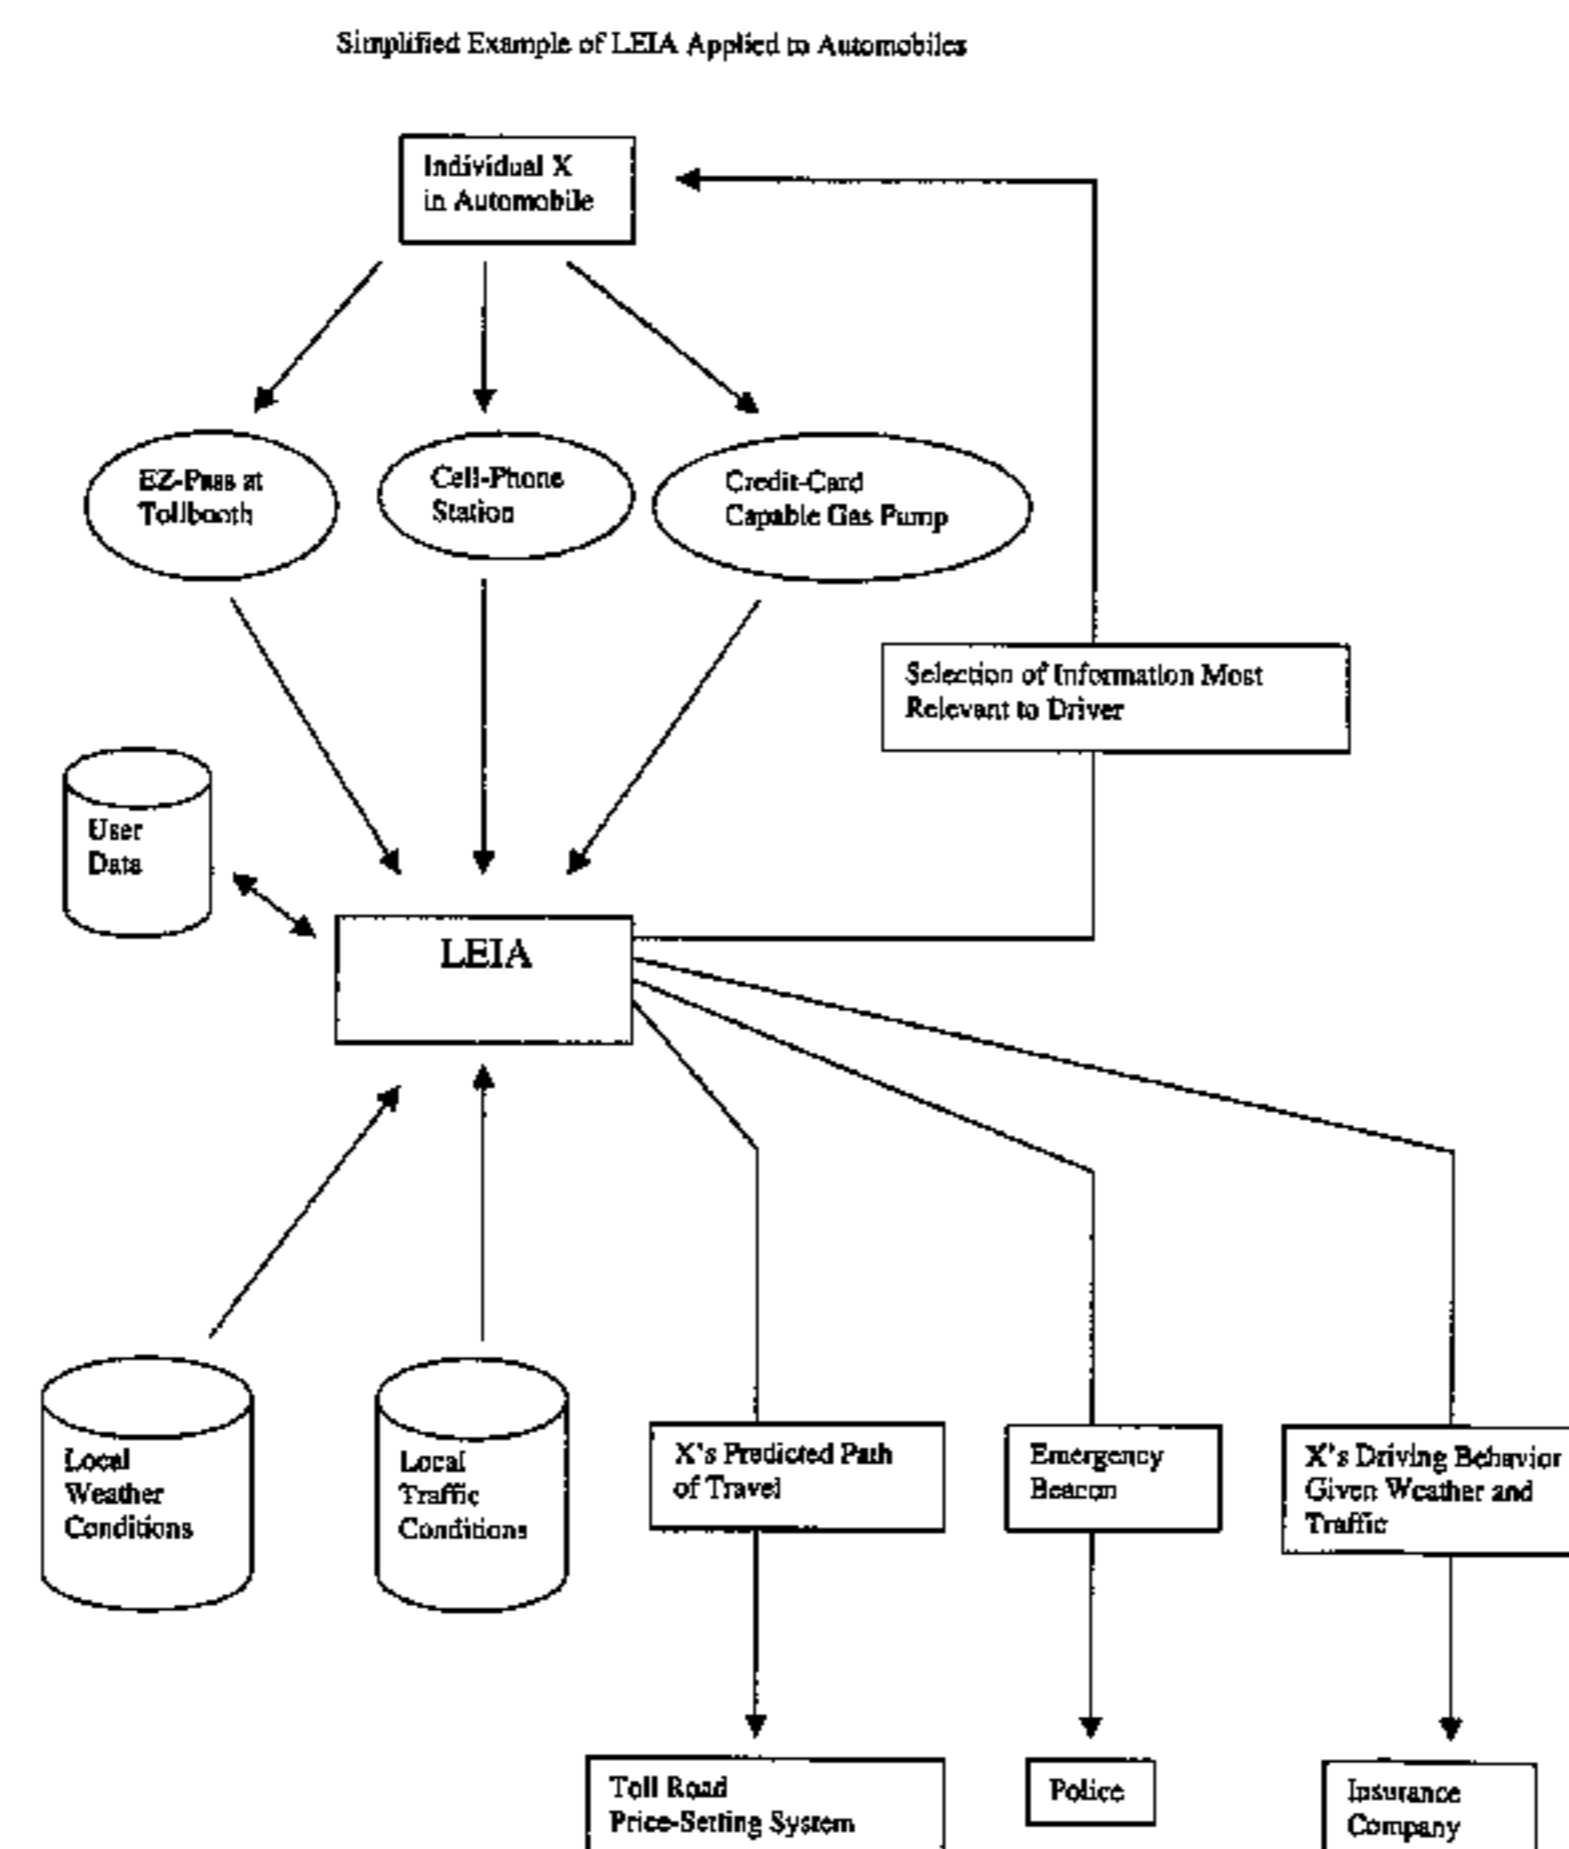 Simplified Example of LEIA Applied to Automobiles
Individual X
in Automobile
EZ-Pass at
Tollbooth
Cell-Phone
Station
Credit-Card
Capable Gas Pump
Selection of Information Most
Relevant to Driver
User
Data
LEIA
Local
Weather
Conditions
Local
Traffic
Conditions
X's Predicted Path
of Travel
Emergency
Beacon
X's Driving Behavior
Given Weather and
Traffic
Toll Road
Price-Setting System
Police
Insurance
Company